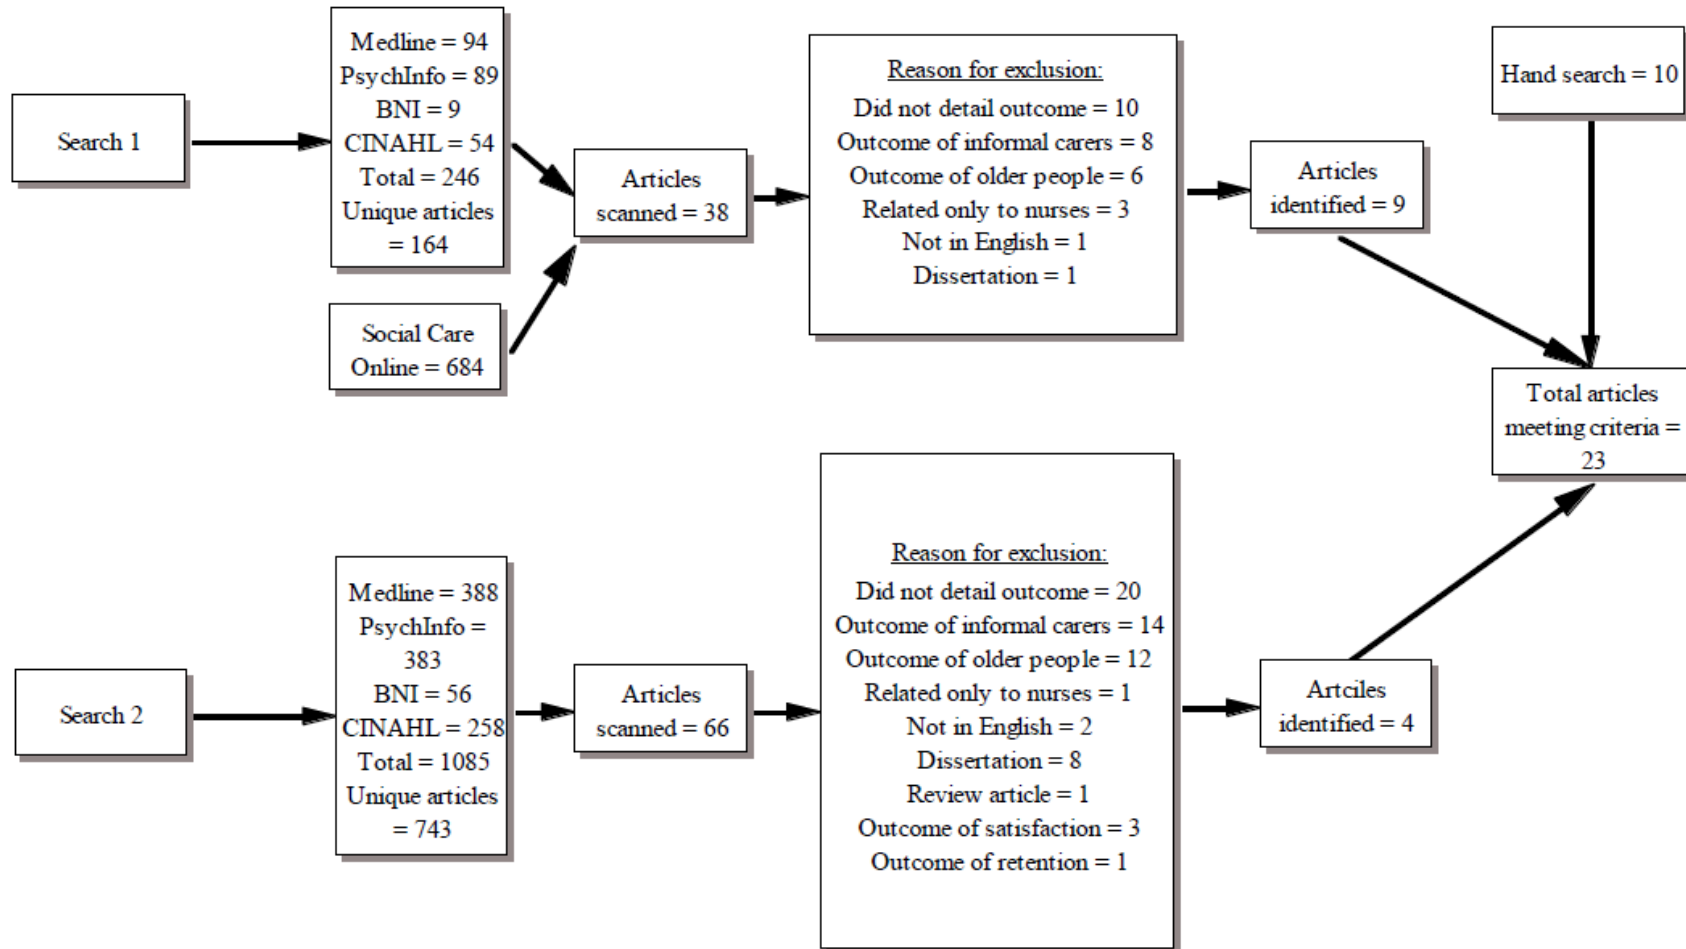 Search 1
Medline = 94
PsychInfo = 89
BNI = 9
CINAHL = 54
Total = 246
Unique articles
= 164
Social Care
Online = 684
Articles
scanned = 38
Reason for exclusion:
Did not detail outcome = 10
Outcome of informal carers = 8
Outcome of older people = 6
Related only to nurses = 3
Not in English = 1
Dissertation = 1
Articles
identified = 9
Hand search = 10
Total articles
meeting criteria =
23
Search 2
Medline = 388
PsychInfo =
383
BNI = 56
CINAHL = 258
Total = 1085
Unique articles
= 743
Articles
scanned = 66
Reason for exclusion:
Did not detail outcome = 20
Outcome of informal carers = 14
Outcome of older people = 12
Related only to nurses = 1
Not in English = 2
Dissertation = 8
Review article = 1
Outcome of satisfaction = 3
Outcome of retention = 1
Artciles
identified = 4